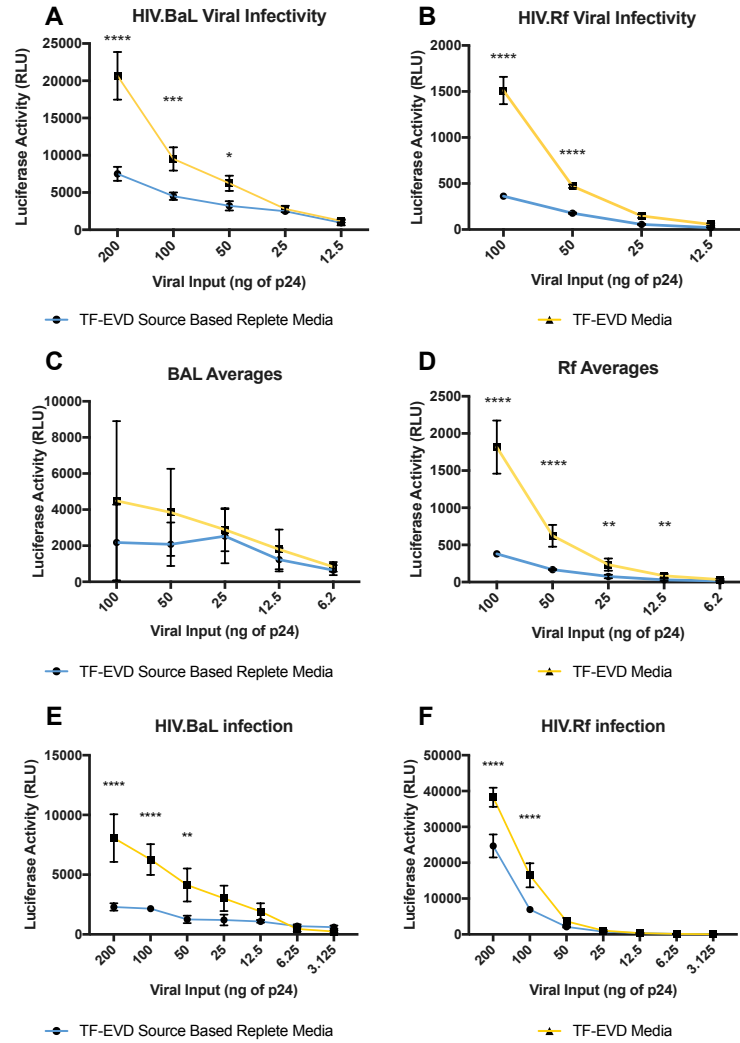 A
HIV.BaL Viral Infectivity
Luciferase Activity (RLU)
25000
20000
15000
10000
5000
0
****
***
*
200
100
50
25
12.5
Viral Input (ng of p24)
B
HIV.Rf Viral Infectivity
Luciferase Activity (RLU)
2000
1500
1000
500
0
****
****
100
50
25
12.5
Viral Input (ng of p24)
TF-EVD Source Based Replete Media
TF-EVD Media
C
BAL Averages
Luciferase Activity (RLU)
10000
8000
6000
4000
2000
0
100
50
25
12.5
6.2
Viral Input (ng of p24)
D
Rf Averages
Luciferase Activity (RLU)
2500
2000
1500
1000
500
0
****
****
**
**
100
50
25
12.5
6.2
Viral Input (ng of p24)
TF-EVD Source Based Replete Media
TF-EVD Media
E
HIV.BaL infection
Luciferase Activity (RLU)
15000
10000
5000
0
****
****
**
200
100
50
25
12.5
6.25
3.125
Viral Input (ng of p24)
F
HIV.Rf infection
Luciferase Activity (RLU)
50000
40000
30000
20000
10000
0
****
****
200
100
50
25
12.5
6.25
3.125
Viral Input (ng of p24)
TF-EVD Source Based Replete Media
TF-EVD Media